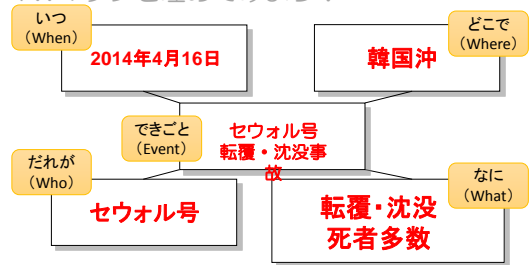 いつ
(When)
2014年4月16日
どこで
(Where)
韓国沖
できごと
(Event)
セウォル号
転覆・沈没事
故
だれが
(Who)
セウォル号
なに
(What)
転覆・沈没
死者多数